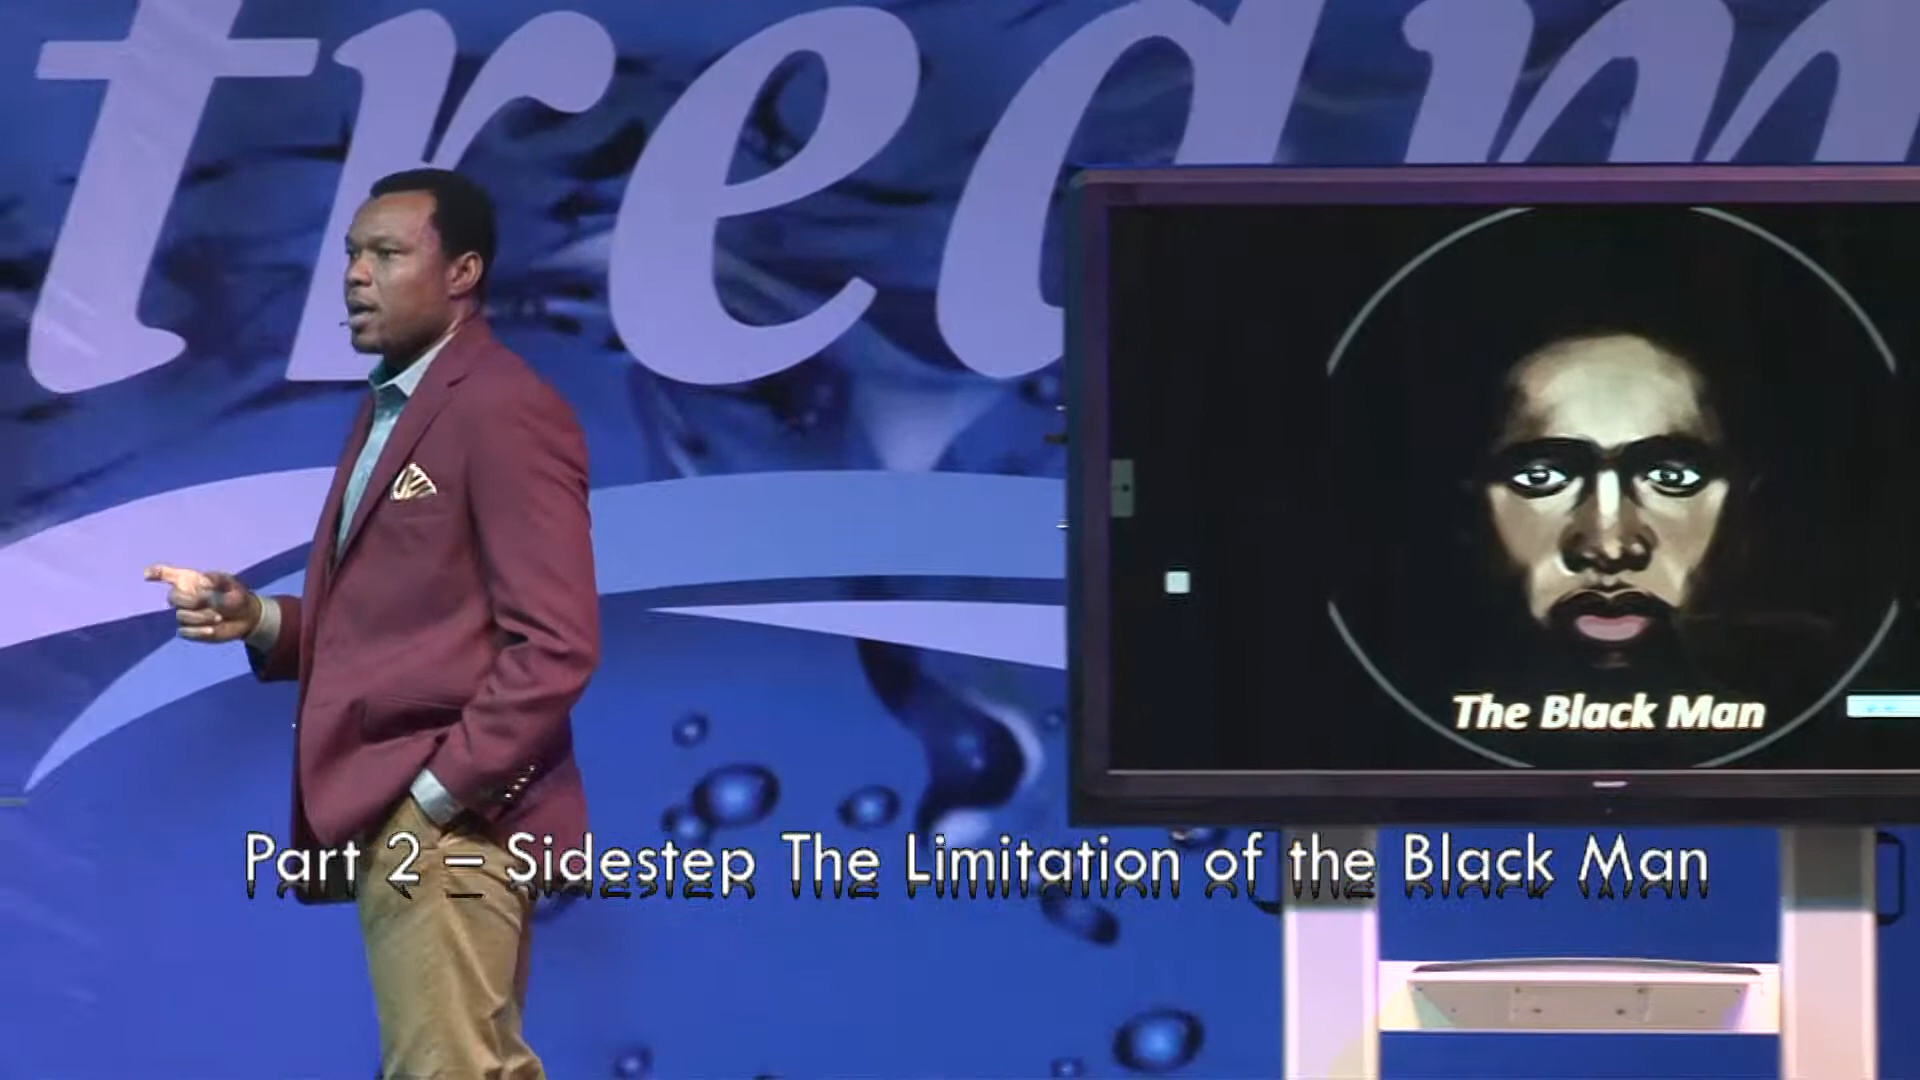 tream
The Black Man
Part 2 – Sidestep The Limitation of the Black Man